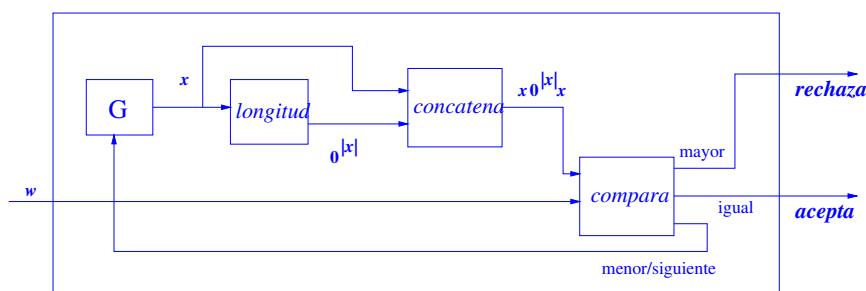 x
G
longitud
concatena
0|x|
x0|x|x
rechaza
mayor
w
compara
igual
acepta
menor/siguiente